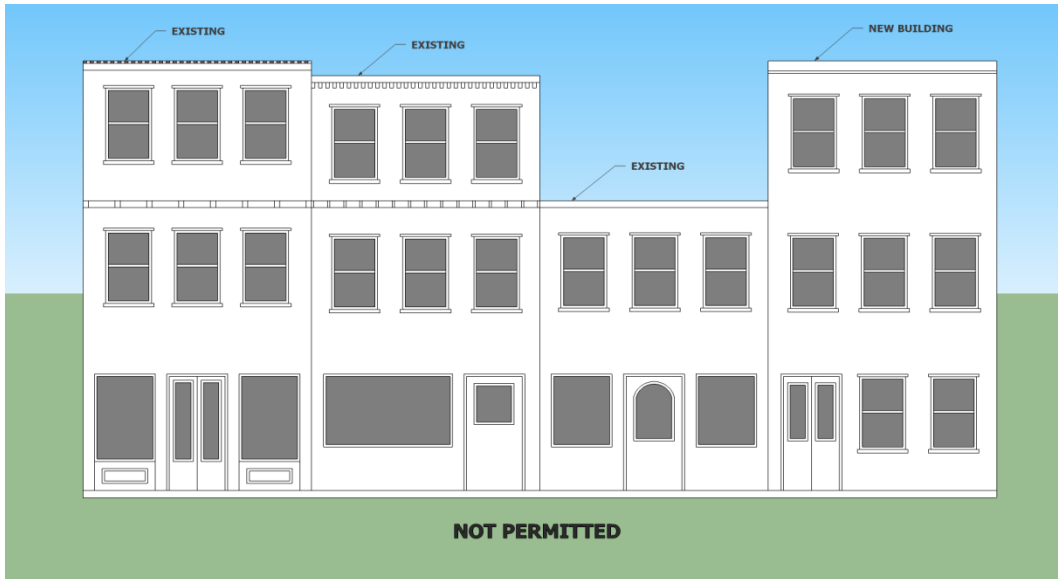 EXISTING
EXISTING
NEW BUILDING
EXISTING
NOT PERMITTED